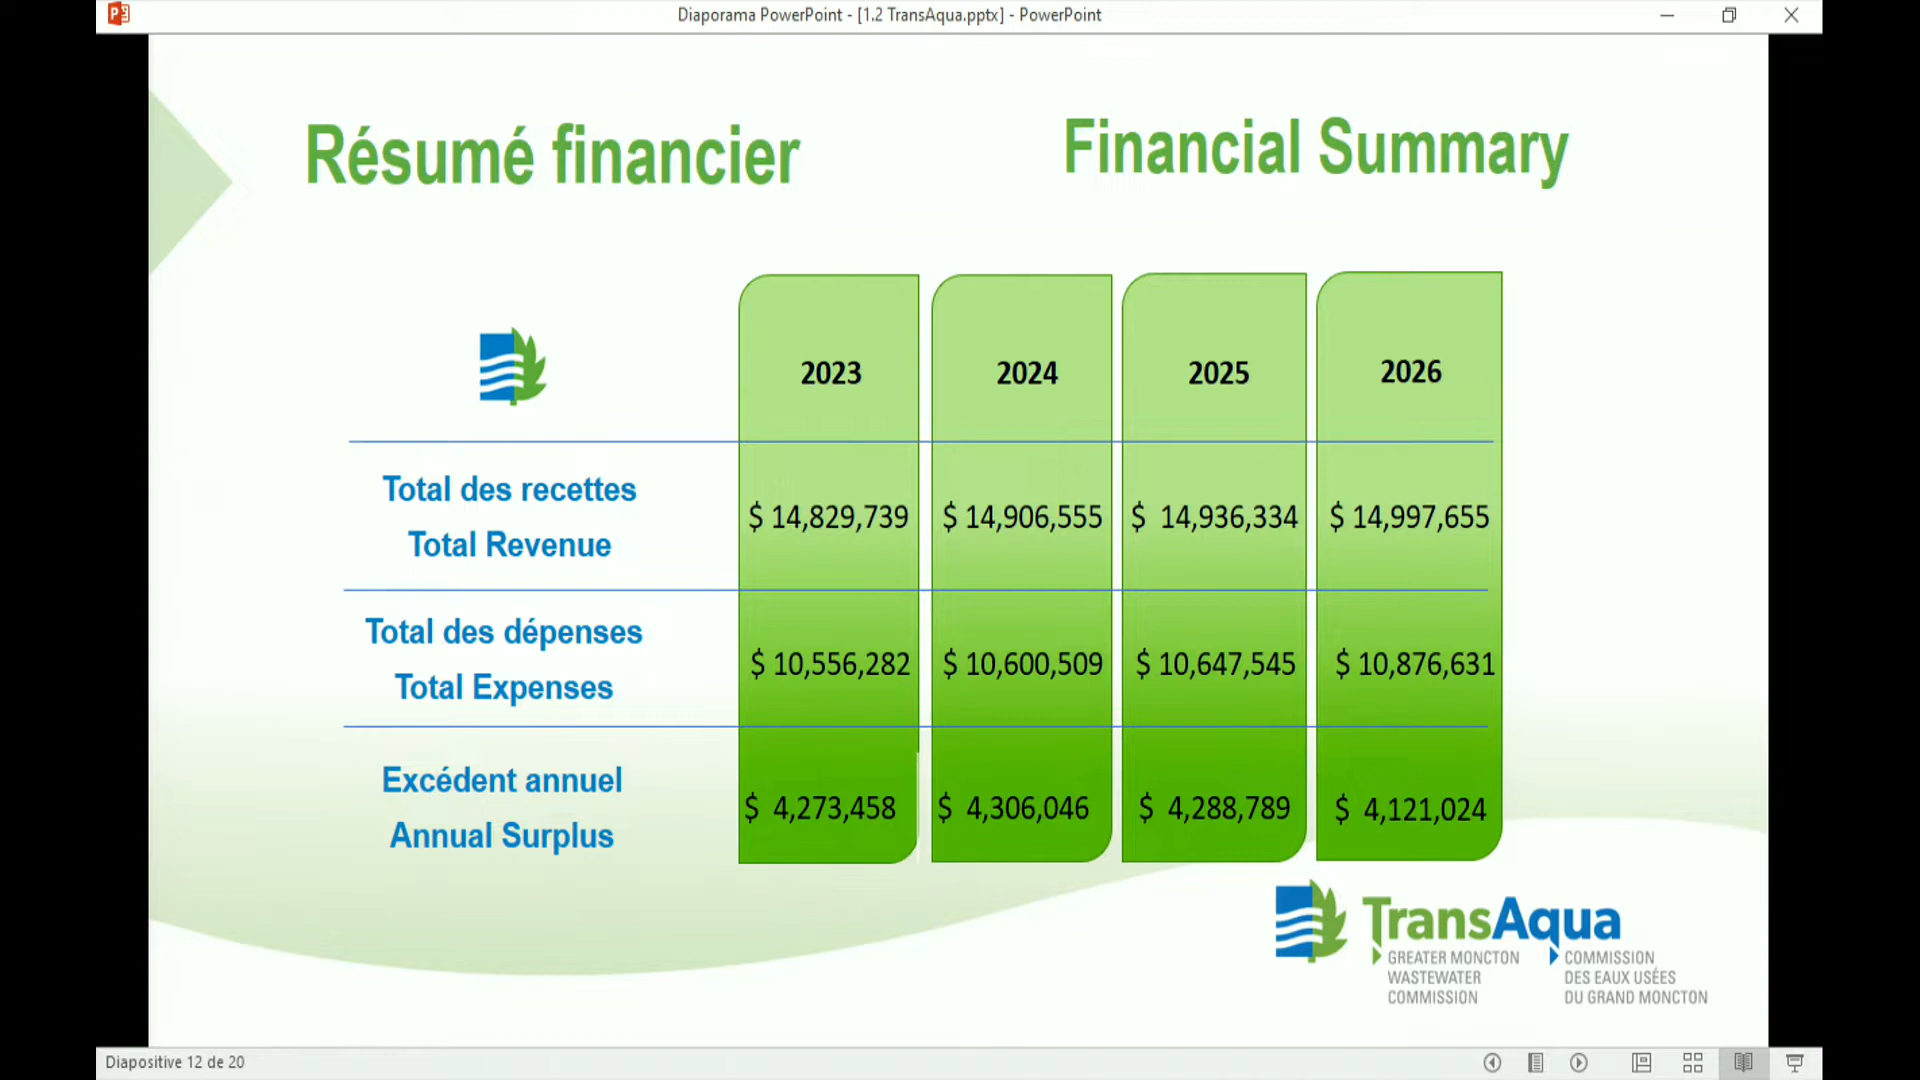 Diaporama PowerPoint - [1.2 TransAqua.pptx] - PowerPoint
Résumé financier
Financial Summary
2023 2024 2025 2026
Total des recettes
Total Revenue
$ 14,829,739 $ 14,906,555 $ 14,936,334 $ 14,997,655
Total des dépenses
Total Expenses
$ 10,556,282 $ 10,600,509 $ 10,647,545 $ 10,876,631
Excédent annuel
Annual Surplus
$ 4,273,458 $ 4,306,046 $ 4,288,789 $ 4,121,024
TransAqua
GREATER MONCTON
WASTEWATER
COMMISSION
COMMISSION
DES EAUX USÉES
DU GRAND MONCTON
Diapositive 12 de 20